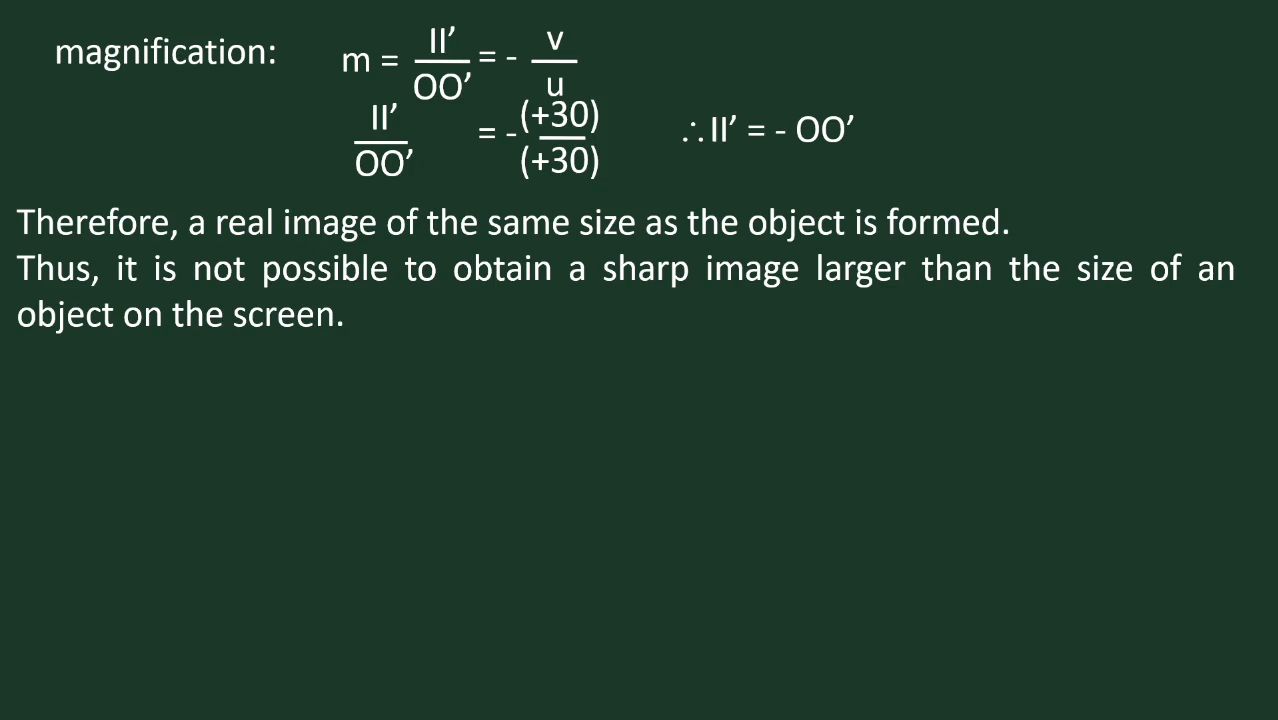 magnification: m = II’/OO’ = - v/u
II’/OO’ = - (+30)/(+30) ∴II’ = - OO’
Therefore, a real image of the same size as the object is formed.
Thus, it is not possible to obtain a sharp image larger than the size of an
object on the screen.